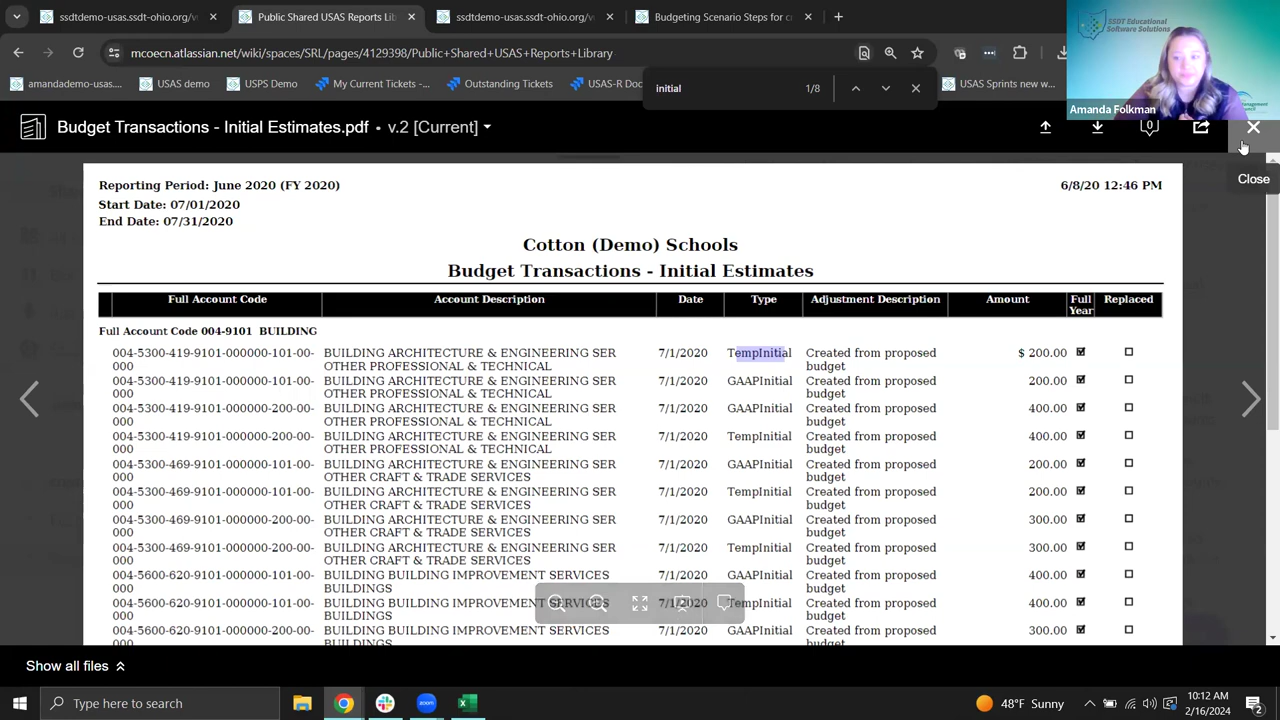 ssdtdemo-usas.ssdt-ohio.org/v
Public Shared USAS Reports Lib
ssdtdemo-usas.ssdt-ohio.org/v
Budgeting Scenario Steps for c
mcoecn.atlassian.net/wiki/spaces/SRL/pages/4129398/Public+Shared+USAS+Reports+Library
amandademo-usas....
USAS demo
USPS Demo
My Current Tickets -...
Outstanding Tickets
USAS-R Doc
USAS Sprints new w...
initial
1/8
SSDT Educational
Software Solutions
Amanda Folkman
Budget Transactions - Initial Estimates.pdf • v.2 [Current]
0
Close
Reporting Period: June 2020 (FY 2020)
6/8/20 12:46 PM
Start Date: 07/01/2020
End Date: 07/31/2020
Cotton (Demo) Schools
Budget Transactions - Initial Estimates
Full Account Code Account Description Date Type Adjustment Description Amount Full Year Replaced
Full Account Code 004-9101 BUILDING
004-5300-419-9101-000000-101-00- BUILDING ARCHITECTURE & ENGINEERING SER 7/1/2020 TempInitial Created from proposed $ 200.00
000 OTHER PROFESSIONAL & TECHNICAL budget
004-5300-419-9101-000000-101-00- BUILDING ARCHITECTURE & ENGINEERING SER 7/1/2020 GAAPInitial Created from proposed 200.00
000 OTHER PROFESSIONAL & TECHNICAL budget
004-5300-419-9101-000000-200-00- BUILDING ARCHITECTURE & ENGINEERING SER 7/1/2020 GAAPInitial Created from proposed 400.00
000 OTHER PROFESSIONAL & TECHNICAL budget
004-5300-419-9101-000000-200-00- BUILDING ARCHITECTURE & ENGINEERING SER 7/1/2020 TempInitial Created from proposed 400.00
000 OTHER PROFESSIONAL & TECHNICAL budget
004-5300-469-9101-000000-101-00- BUILDING ARCHITECTURE & ENGINEERING SER 7/1/2020 GAAPInitial Created from proposed 200.00
000 OTHER CRAFT & TRADE SERVICES budget
004-5300-469-9101-000000-101-00- BUILDING ARCHITECTURE & ENGINEERING SER 7/1/2020 TempInitial Created from proposed 200.00
000 OTHER CRAFT & TRADE SERVICES budget
004-5300-469-9101-000000-200-00- BUILDING ARCHITECTURE & ENGINEERING SER 7/1/2020 GAAPInitial Created from proposed 300.00
000 OTHER CRAFT & TRADE SERVICES budget
004-5300-469-9101-000000-200-00- BUILDING ARCHITECTURE & ENGINEERING SER 7/1/2020 TempInitial Created from proposed 300.00
000 OTHER CRAFT & TRADE SERVICES budget
004-5600-620-9101-000000-101-00- BUILDING BUILDING IMPROVEMENT SERVICES 7/1/2020 GAAPInitial Created from proposed 400.00
000 BUILDINGS budget
004-5600-620-9101-000000-101-00- BUILDING BUILDING IMPROVEMENT SERVICES 7/1/2020 TempInitial Created from proposed 400.00
000 BUILDINGS budget
004-5600-620-9101-000000-200-00- BUILDING BUILDING IMPROVEMENT SERVICES 7/1/2020 GAAPInitial Created from proposed 300.00
000 BUILDINGS budget
Show all files
Type here to search
48°F Sunny
10:12 AM
2/16/2024
2